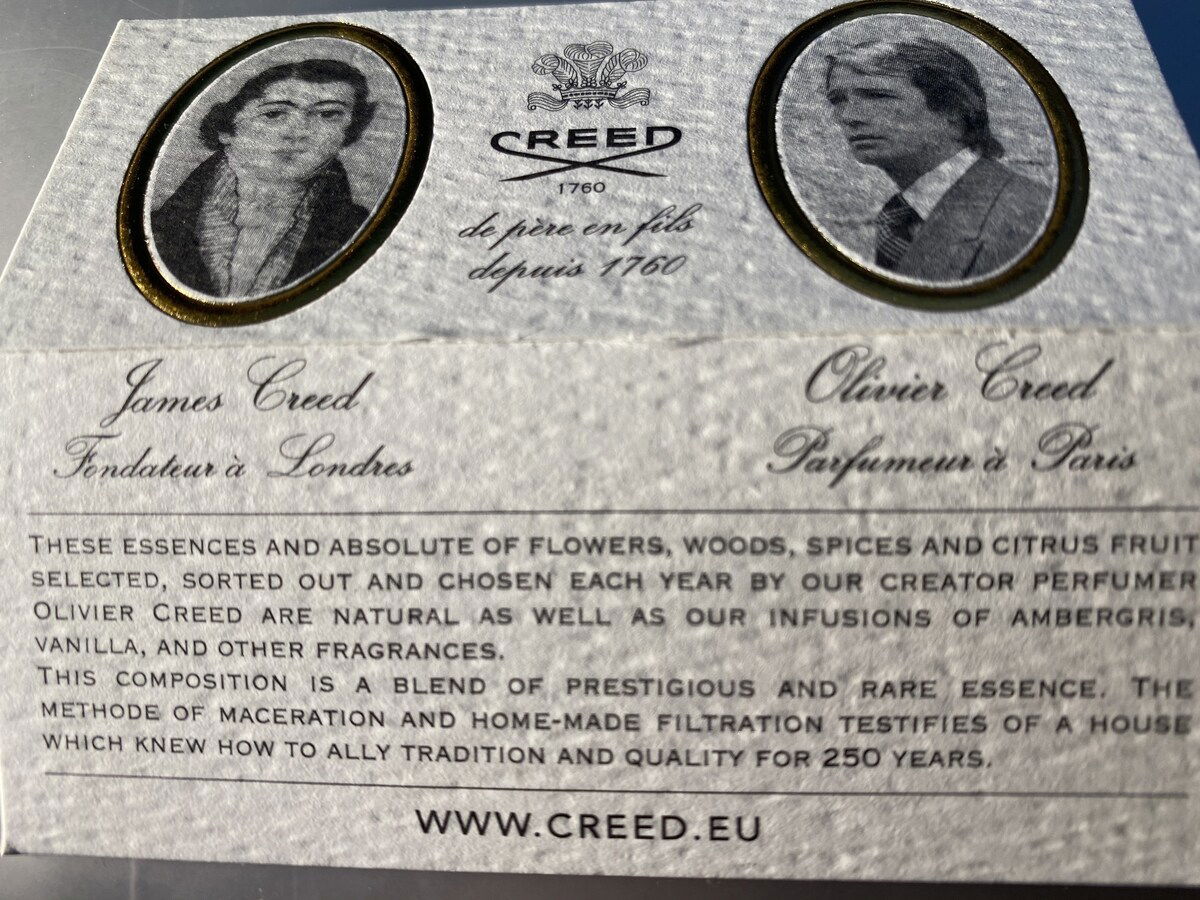 CREED
1760
de père en fils
depuis 1760
James Creed
Fondateur à Londres
Olivier Creed
Parfumeur à Paris
THESE ESSENCES AND ABSOLUTE OF FLOWERS, WOODS, SPICES AND CITRUS FRUIT
SELECTED, SORTED OUT AND CHOSEN EACH YEAR BY OUR CREATOR PERFUMER
OLIVIER CREED ARE NATURAL AS WELL AS OUR INFUSIONS OF AMBERGRIS,
VANILLA, AND OTHER FRAGRANCES.
THIS COMPOSITION IS A BLEND OF PRESTIGIOUS AND RARE ESSENCE. THE
METHODE OF MACERATION AND HOME-MADE FILTRATION TESTIFIES OF A HOUSE
WHICH KNEW HOW TO ALLY TRADITION AND QUALITY FOR 250 YEARS.
WWW.CREED.EU